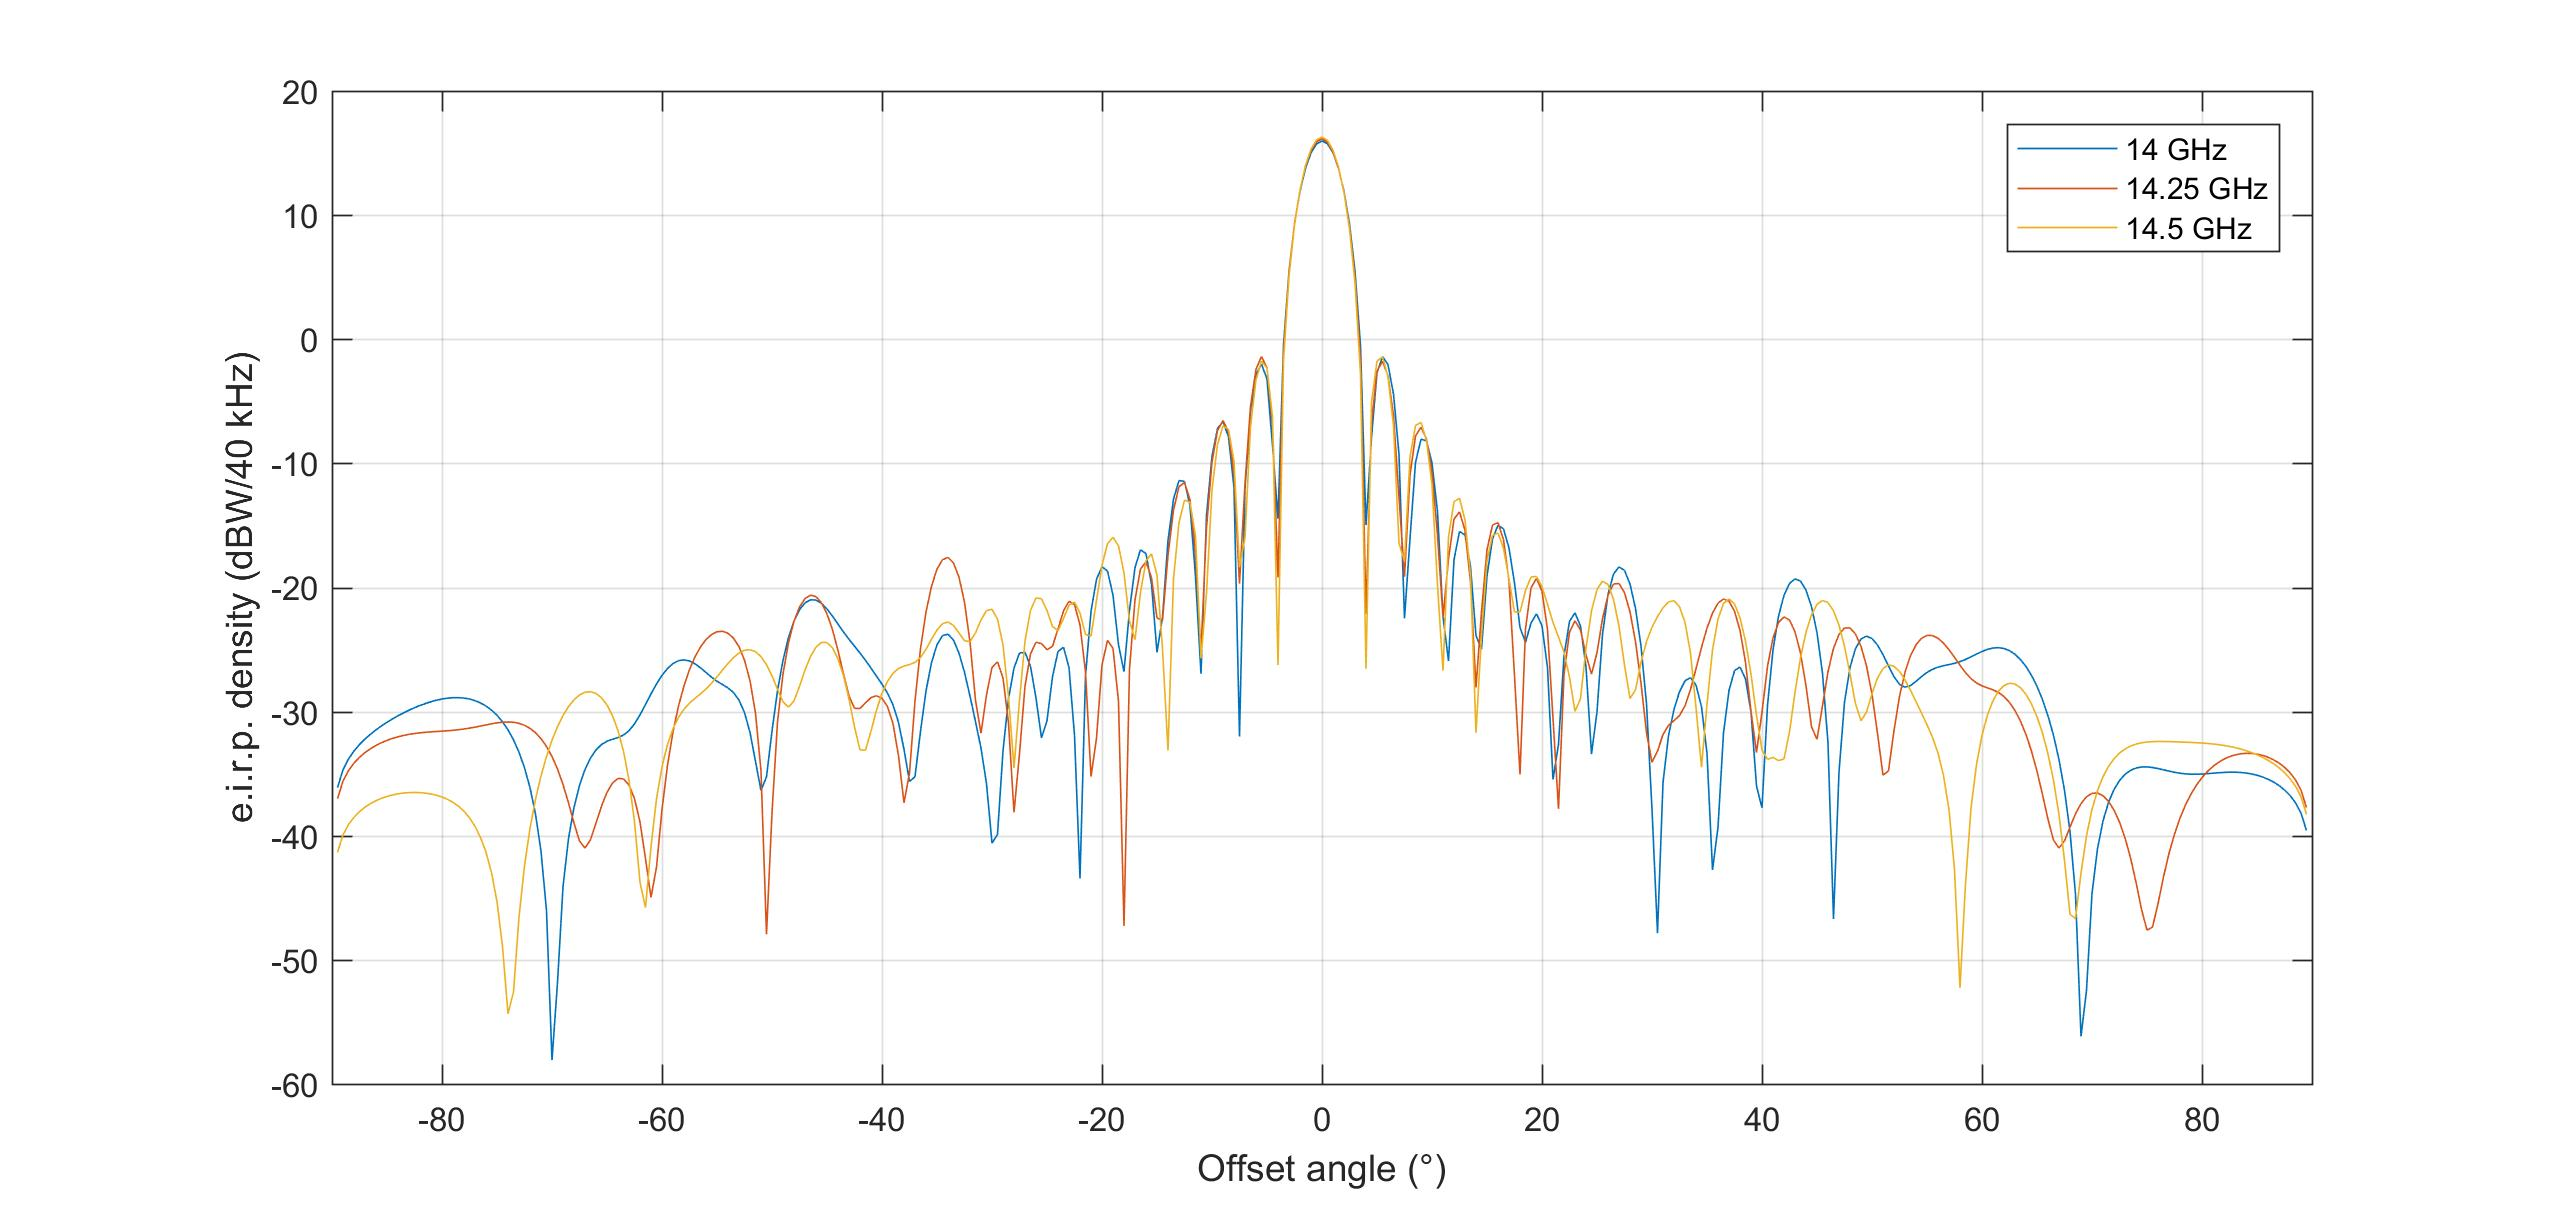 20
10
0
-10
-20
-30
-40
-50
-60
e.i.r.p. density (dBW/40 kHz)
14 GHz
14.25 GHz
14.5 GHz
-80 -60 -40 -20 0 20 40 60 80
Offset angle (°)